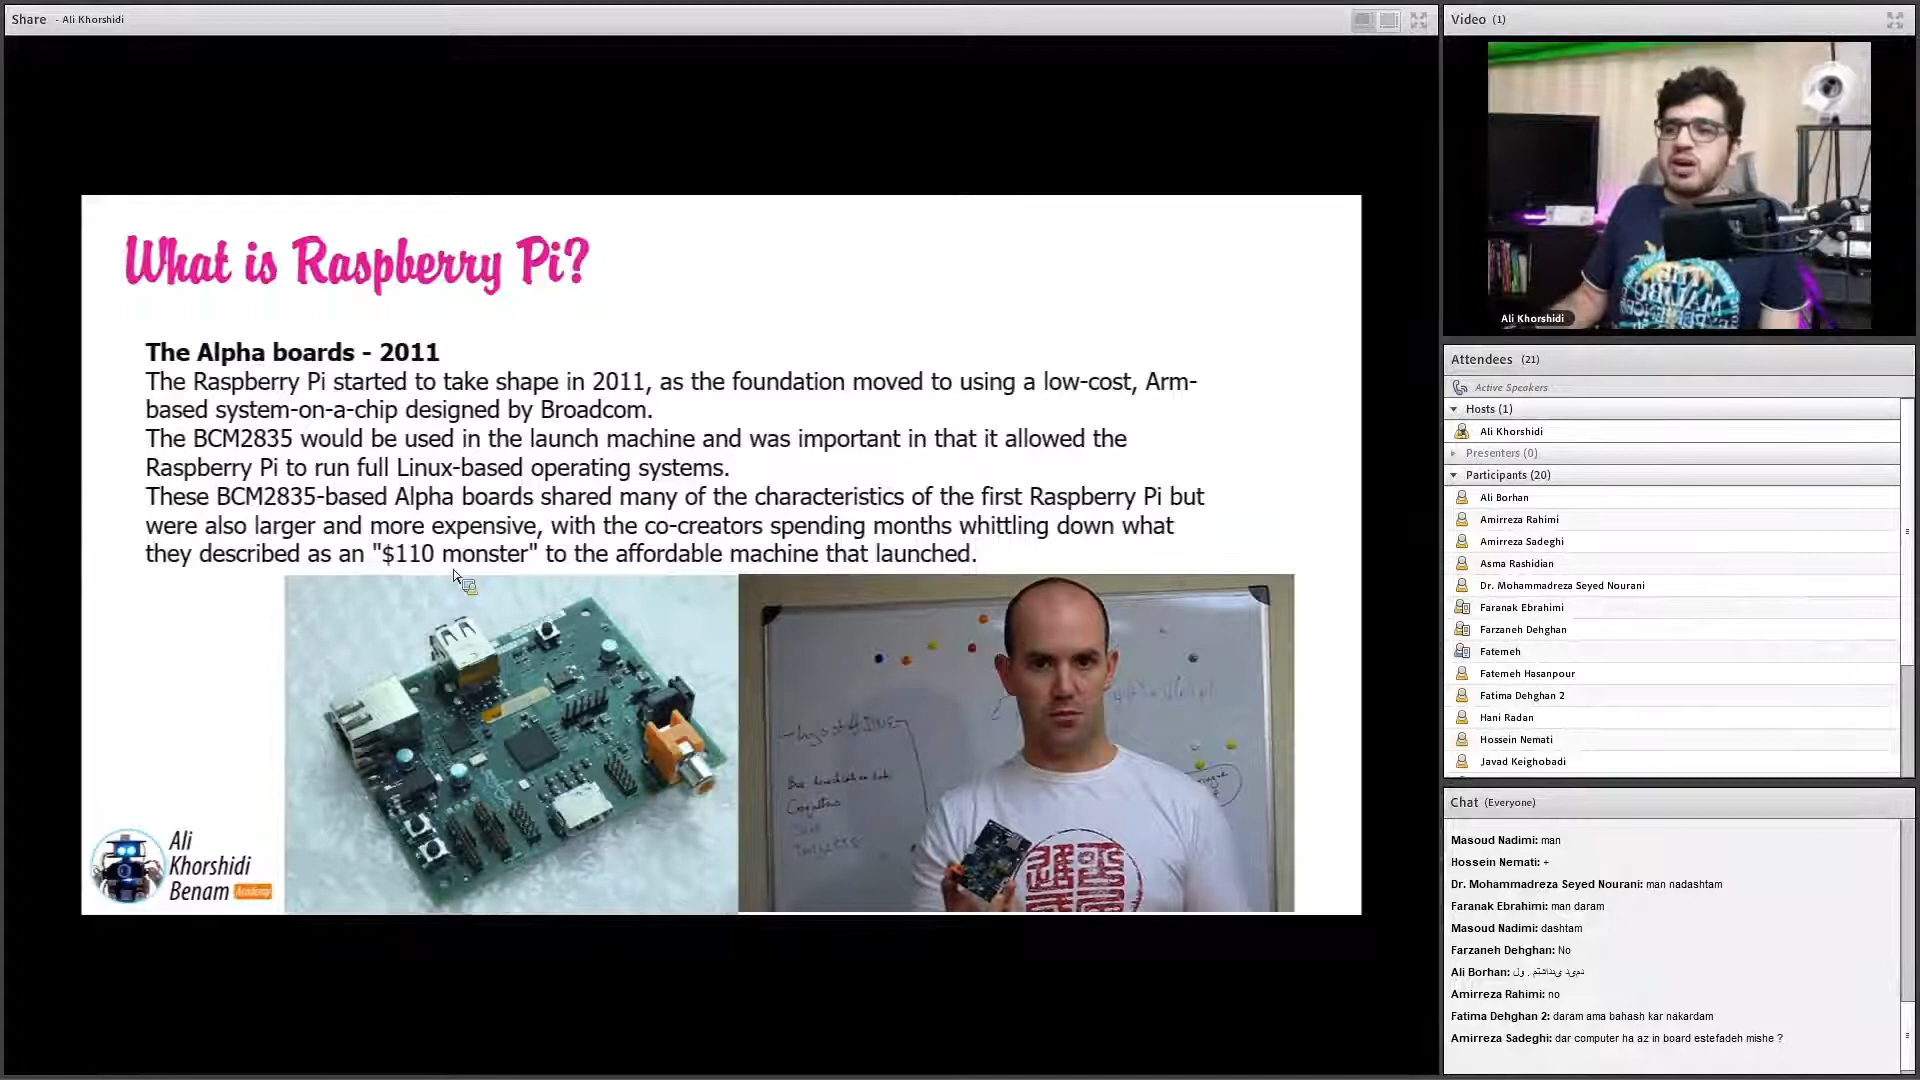 Share - Ali Khorshidi
What is Raspberry Pi?
The Alpha boards - 2011
The Raspberry Pi started to take shape in 2011, as the foundation moved to using a low-cost, Arm-
based system-on-a-chip designed by Broadcom.
The BCM2835 would be used in the launch machine and was important in that it allowed the
Raspberry Pi to run full Linux-based operating systems.
These BCM2835-based Alpha boards shared many of the characteristics of the first Raspberry Pi but
were also larger and more expensive, with the co-creators spending months whittling down what
they described as an "$110 monster" to the affordable machine that launched.
Ali
Khorshidi
Benam Academy
Video (1)
Ali Khorshidi
Attendees (21)
Active Speakers
Hosts (1)
Ali Khorshidi
Presenters (0)
Participants (20)
Ali Borhan
Amirreza Rahimi
Amirreza Sadeghi
Asma Rashidian
Dr. Mohammadreza Seyed Nourani
Faranak Ebrahimi
Farzaneh Dehghan
Fatemeh
Fatemeh Hasanpour
Fatima Dehghan 2
Hani Radan
Hossein Nemati
Javad Keighobadi
Chat (Everyone)
Masoud Nadimi: man
Hossein Nemati: +
Dr. Mohammadreza Seyed Nourani: man nadashtam
Faranak Ebrahimi: man daram
Masoud Nadimi: dashtam
Farzaneh Dehghan: No
Ali Borhan:
Amirreza Rahimi: no
Fatima Dehghan 2: daram ama bahash kar nakardam
Amirreza Sadeghi: dar computer ha az in board estefadeh mishe ?